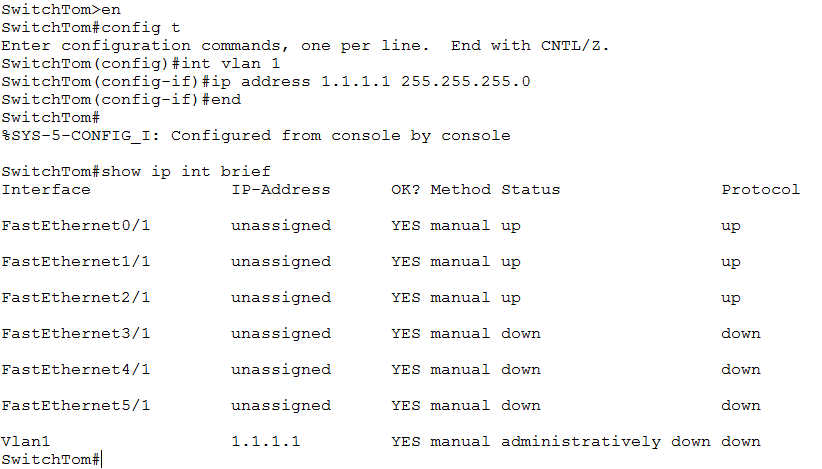 SwitchTom>en
SwitchTom#config t
Enter configuration commands, one per line.  End with CNTL/Z.
SwitchTom(config)#int vlan 1
SwitchTom(config-if)#ip address 1.1.1.1 255.255.255.0
SwitchTom(config-if)#end
SwitchTom#
%SYS-5-CONFIG_I: Configured from console by console
SwitchTom#show ip int brief
Interface              IP-Address      OK? Method Status                Protocol
FastEthernet0/1        unassigned      YES manual up                    up
FastEthernet1/1        unassigned      YES manual up                    up
FastEthernet2/1        unassigned      YES manual up                    up
FastEthernet3/1        unassigned      YES manual down                  down
FastEthernet4/1        unassigned      YES manual down                  down
FastEthernet5/1        unassigned      YES manual down                  down
Vlan1                  1.1.1.1         YES manual administratively down down
SwitchTom#